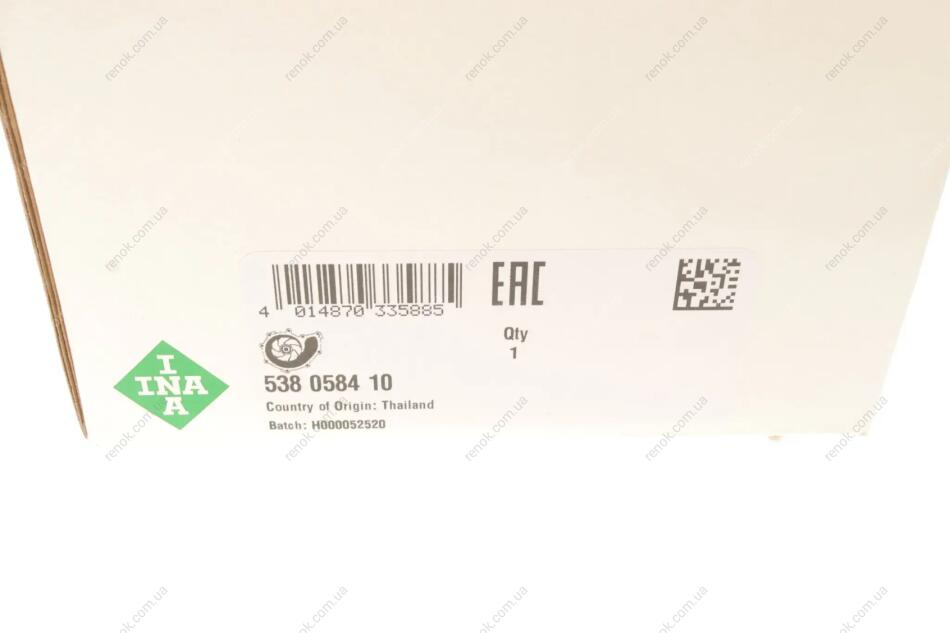 4 014870 335885
EAC
Qty
1
I
INA
A
538 0584 10
Country of Origin: Thailand
Batch: H000052520
renok.com.ua